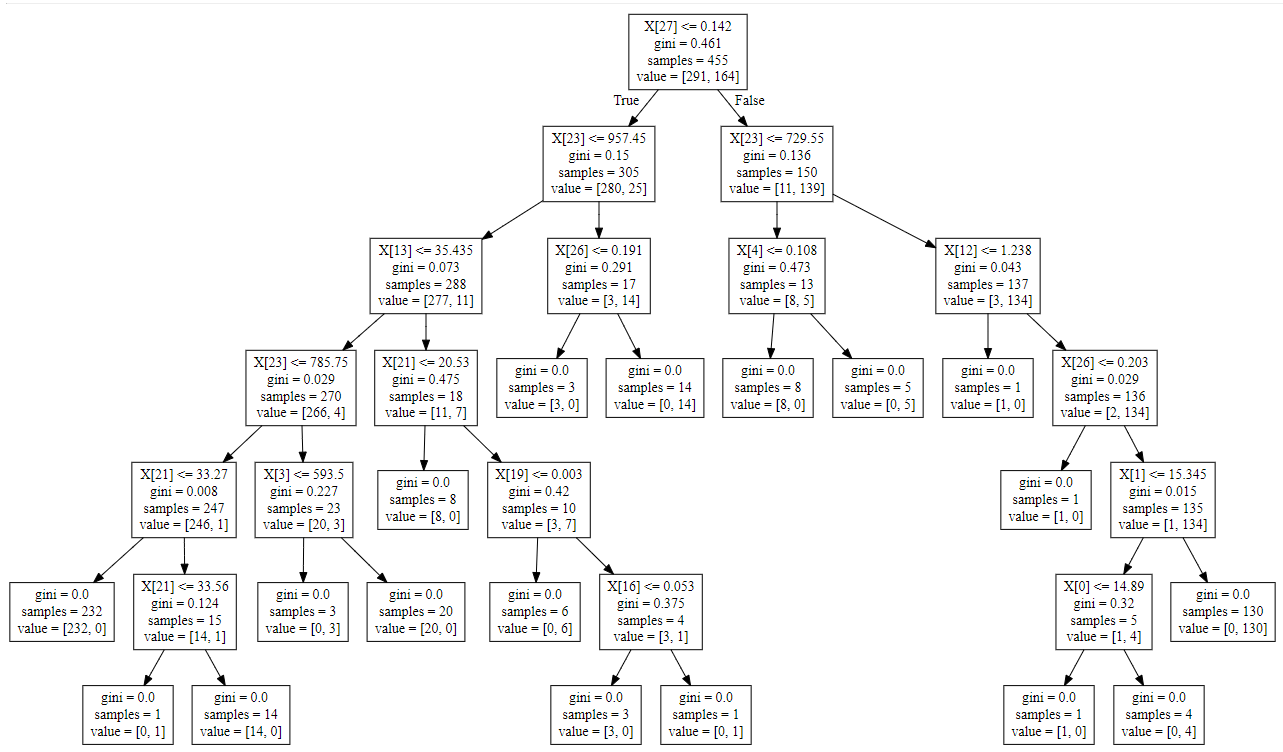 X[27] <= 0.142
gini = 0.461
samples = 455
value = [291, 164]
True
False
X[23] <= 957.45
gini = 0.15
samples = 305
value = [280, 25]
X[23] <= 729.55
gini = 0.136
samples = 150
value = [11, 139]
X[13] <= 35.435
gini = 0.073
samples = 288
value = [277, 11]
X[26] <= 0.191
gini = 0.291
samples = 17
value = [3, 14]
X[4] <= 0.108
gini = 0.473
samples = 13
value = [8, 5]
X[12] <= 1.238
gini = 0.043
samples = 137
value = [3, 134]
X[23] <= 785.75
gini = 0.029
samples = 270
value = [266, 4]
X[21] <= 20.53
gini = 0.475
samples = 18
value = [11, 7]
gini = 0.0
samples = 3
value = [3, 0]
gini = 0.0
samples = 14
value = [0, 14]
gini = 0.0
samples = 8
value = [8, 0]
gini = 0.0
samples = 5
value = [0, 5]
gini = 0.0
samples = 1
value = [1, 0]
X[26] <= 0.203
gini = 0.029
samples = 136
value = [2, 134]
X[21] <= 33.27
gini = 0.008
samples = 247
value = [246, 1]
X[3] <= 593.5
gini = 0.227
samples = 23
value = [20, 3]
gini = 0.0
samples = 8
value = [8, 0]
X[19] <= 0.003
gini = 0.42
samples = 10
value = [3, 7]
gini = 0.0
samples = 1
value = [1, 0]
X[1] <= 15.345
gini = 0.015
samples = 135
value = [1, 134]
gini = 0.0
samples = 232
value = [232, 0]
X[21] <= 33.56
gini = 0.124
samples = 15
value = [14, 1]
gini = 0.0
samples = 3
value = [0, 3]
gini = 0.0
samples = 20
value = [20, 0]
gini = 0.0
samples = 6
value = [0, 6]
X[16] <= 0.053
gini = 0.375
samples = 4
value = [3, 1]
X[0] <= 14.89
gini = 0.32
samples = 5
value = [1, 4]
gini = 0.0
samples = 130
value = [0, 130]
gini = 0.0
samples = 1
value = [0, 1]
gini = 0.0
samples = 14
value = [14, 0]
gini = 0.0
samples = 3
value = [3, 0]
gini = 0.0
samples = 1
value = [0, 1]
gini = 0.0
samples = 1
value = [1, 0]
gini = 0.0
samples = 4
value = [0, 4]